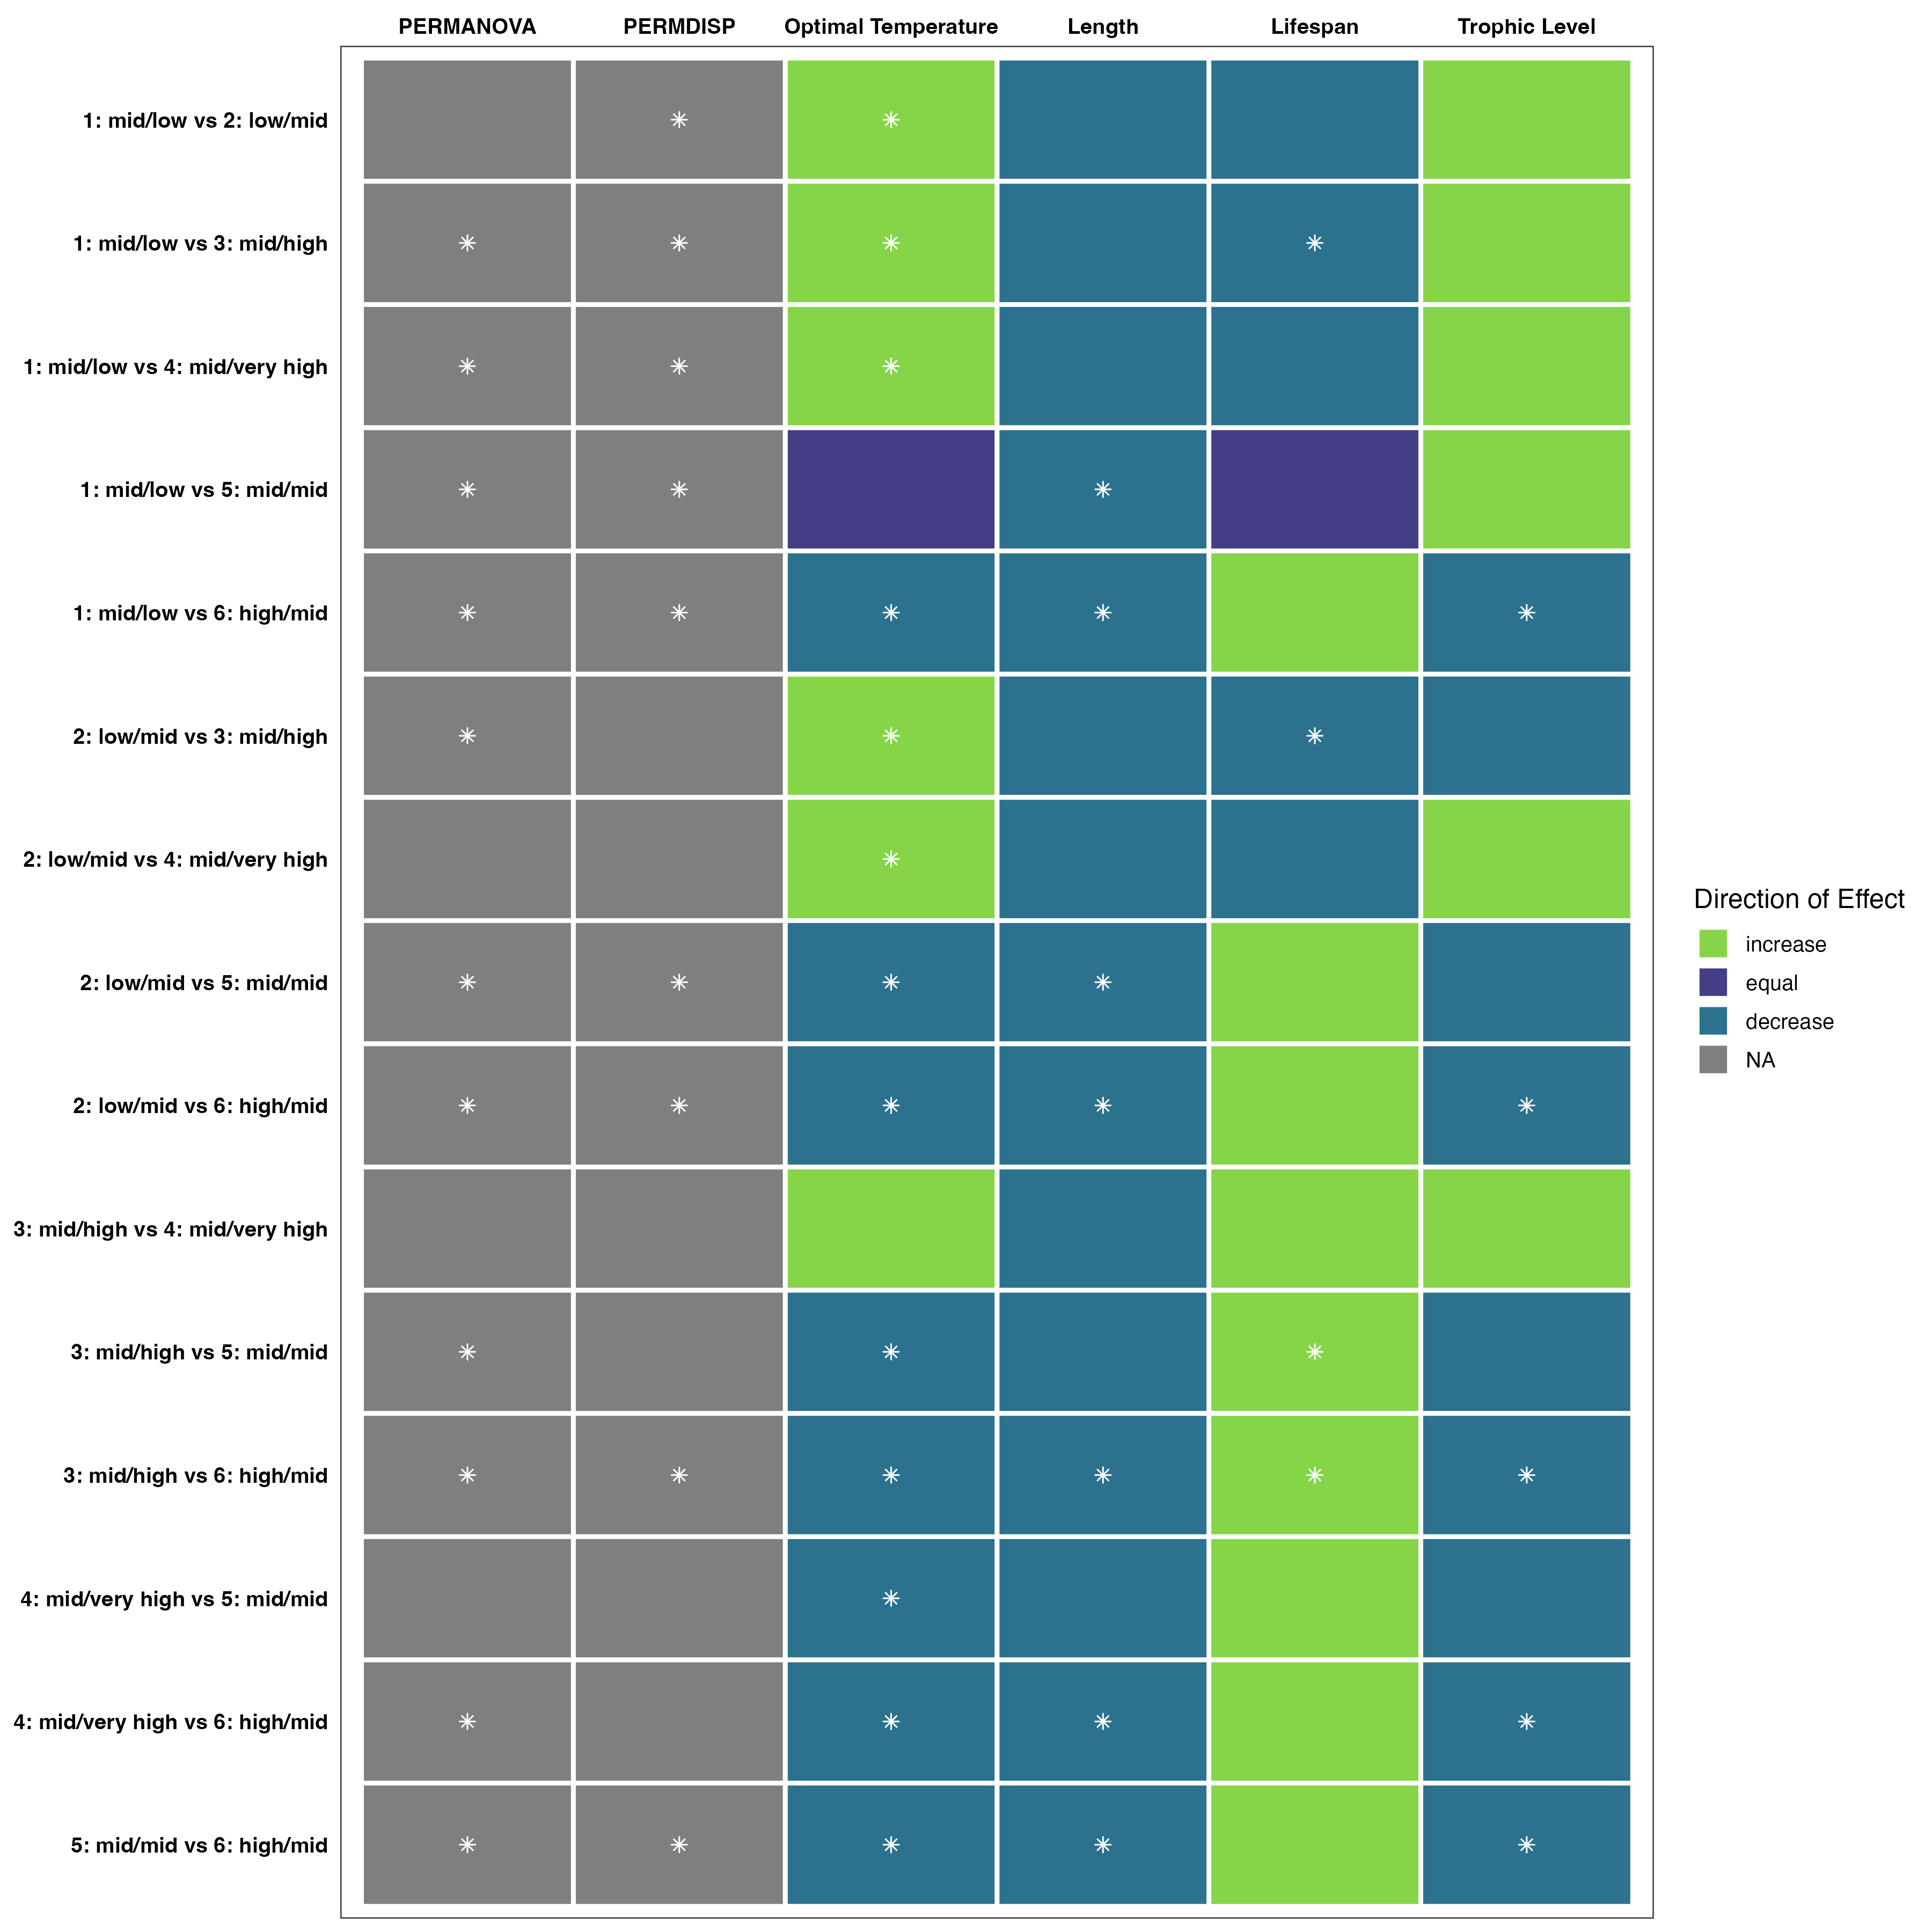 PERMANOVA PERMDISP Optimal Temperature Length Lifespan Trophic Level
1: mid/low vs 2: low/mid * *
1: mid/low vs 3: mid/high * * * *
1: mid/low vs 4: mid/very high * * *
1: mid/low vs 5: mid/mid * * *
1: mid/low vs 6: high/mid * * * * *
2: low/mid vs 3: mid/high * * *
2: low/mid vs 4: mid/very high *
2: low/mid vs 5: mid/mid * * * *
2: low/mid vs 6: high/mid * * * * *
3: mid/high vs 4: mid/very high
3: mid/high vs 5: mid/mid * * *
3: mid/high vs 6: high/mid * * * * * *
4: mid/very high vs 5: mid/mid *
4: mid/very high vs 6: high/mid * * * *
5: mid/mid vs 6: high/mid * * * * *
Direction of Effect
increase
equal
decrease
NA